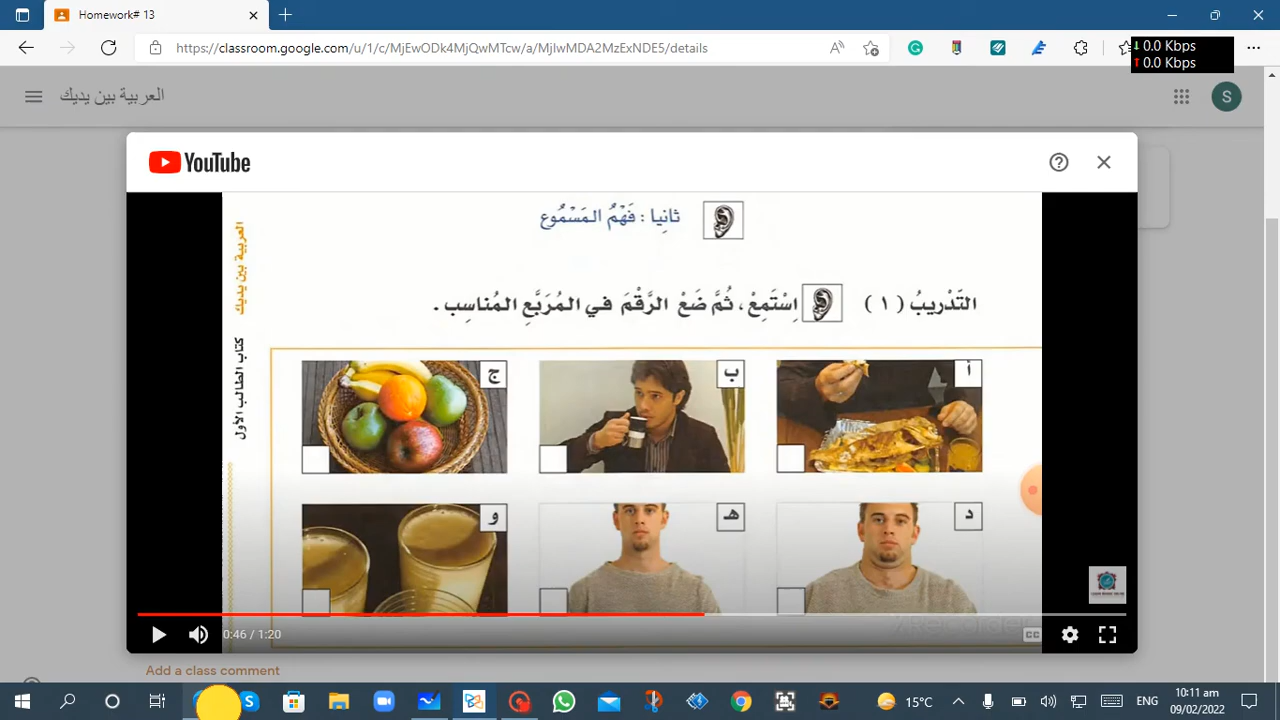 Homework# 13
https://classroom.google.com/u/1/c/MjEwODk4MjQwMTcw/a/MjIwMDA2MzExNDE5/details
0.0 Kbps
0.0 Kbps
العربية بين يديك
S
YouTube
ثانيا : فَهْمُ المَسْمُوع
التَّدْرِيبُ ( ١ ) اِسْتَمِعْ ، ثُمَّ ضَعْ الرَّقْمَ في المُرَبَّعِ المُناسِب .
العربية بين يديك
كتاب الطالب الأول
أ
ب
ج
د
هـ
و
0:46 / 1:20
CC
Add a class comment
15°C
ENG
10:11 am
09/02/2022